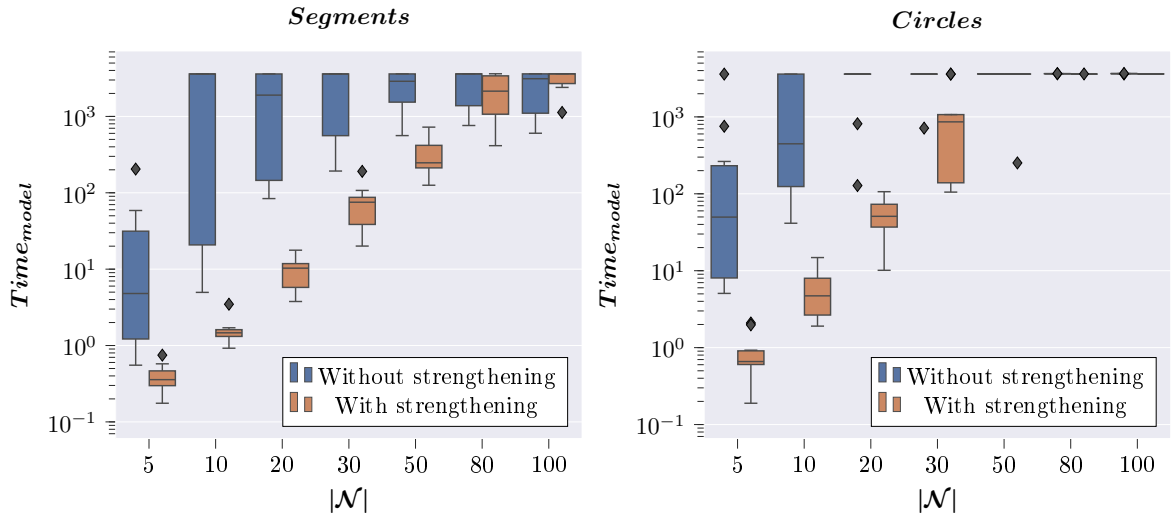 Segments
Time_model
10^3
10^2
10^1
10^0
10^−1
5 10 20 30 50 80 100
|𝒩|
Without strengthening
With strengthening
Circles
Time_model
10^3
10^2
10^1
10^0
10^−1
5 10 20 30 50 80 100
|𝒩|
Without strengthening
With strengthening